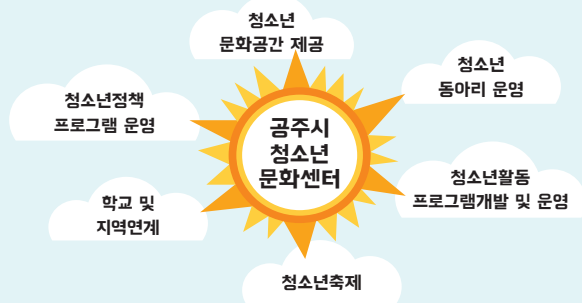 청소년
문화공간 제공
청소년
동아리 운영
청소년정책
프로그램 운영
공주시
청소년
문화센터
청소년활동
프로그램개발 및 운영
학교 및
지역연계
청소년축제